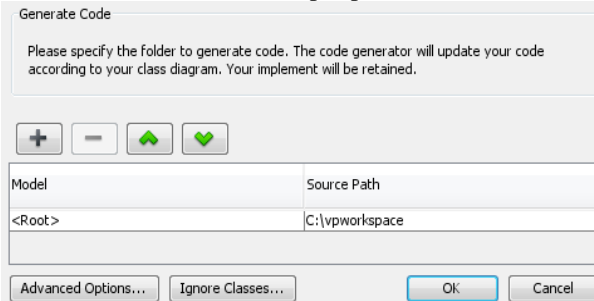 Generate Code
Please specify the folder to generate code. The code generator will update your code
according to your class diagram. Your implement will be retained.
Model Source Path
<Root> C:\vpworkspace
Advanced Options... Ignore Classes... OK Cancel